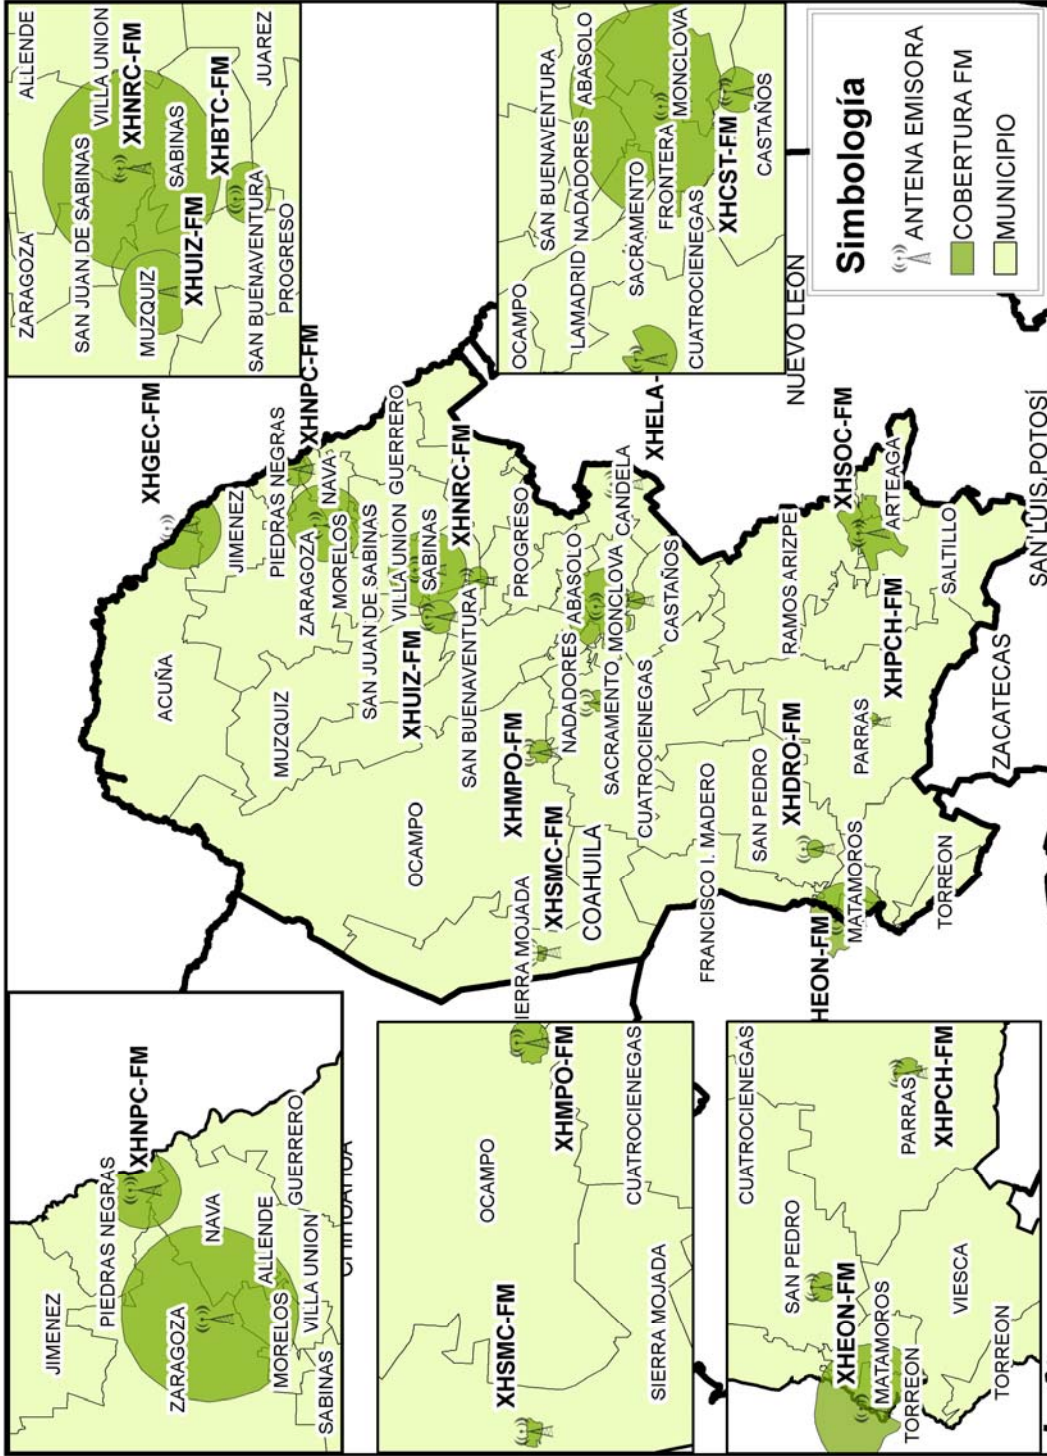 JIMENEZ
PIEDRAS NEGRAS
XHNPC-FM
ZARAGOZA
NAVA
ALLENDE
GUERRERO
MORELOS
VILLA UNION
SABINAS
OCAMPO
XHSMC-FM
XHMPO-FM
SIERRA MOJADA
CUATROCIENEGAS
CUATROCIENEGAS
SAN PEDRO
XHEON-FM
MATAMOROS
TORREON
VIESCA
TORREON
PARRAS
XHPCH-FM
XHGEC-FM
ACUÑA
JIMENEZ
PIEDRAS NEGRAS
XHNPC-FM
ZARAGOZA
NAVA
MORELOS
MUZQUIZ
SAN JUAN DE SABINAS
VILLA UNION
GUERRERO
XHUIZ-FM
SABINAS
XHNRC-FM
OCAMPO
SAN BUENAVENTURA
PROGRESO
XHMPO-FM
IERRA MOJADA
XHSMC-FM
NADADORES
ABASOLO
COAHUILA
SACRAMENTO
MONCLOVA
CANDELA
XHELA-
CUATROCIENEGAS
CASTAÑOS
FRANCISCO I. MADERO
SAN PEDRO
XHDRO-FM
RAMOS ARIZPE
XHSOC-FM
HEON-FM
MATAMOROS
PARRAS
XHPCH-FM
ARTEAGA
TORREON
SALTILLO
ZACATECAS
SAN LUIS POTOSÍ
NUEVO LEON
ZARAGOZA
ALLENDE
SAN JUAN DE SABINAS
VILLA UNION
XHNRC-FM
MUZQUIZ
SABINAS
XHUIZ-FM
XHBTC-FM
SAN BUENAVENTURA
JUAREZ
PROGRESO
OCAMPO
SAN BUENAVENTURA
LAMADRID
NADADORES
ABASOLO
SACRAMENTO
FRONTERA
MONCLOVA
CUATROCIENEGAS
XHCST-FM
CASTAÑOS
Simbología
ANTENA EMISORA
COBERTURA FM
MUNICIPIO